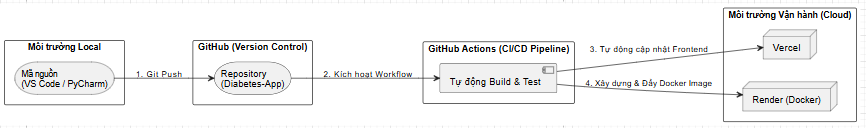 Môi trường Local
Mã nguồn
(VS Code / PyCharm)
1. Git Push
GitHub (Version Control)
Repository
(Diabetes-App)
2. Kích hoạt Workflow
GitHub Actions (CI/CD Pipeline)
Tự động Build & Test
3. Tự động cập nhật Frontend
4. Xây dựng & Đẩy Docker Image
Môi trường Vận hành (Cloud)
Vercel
Render (Docker)